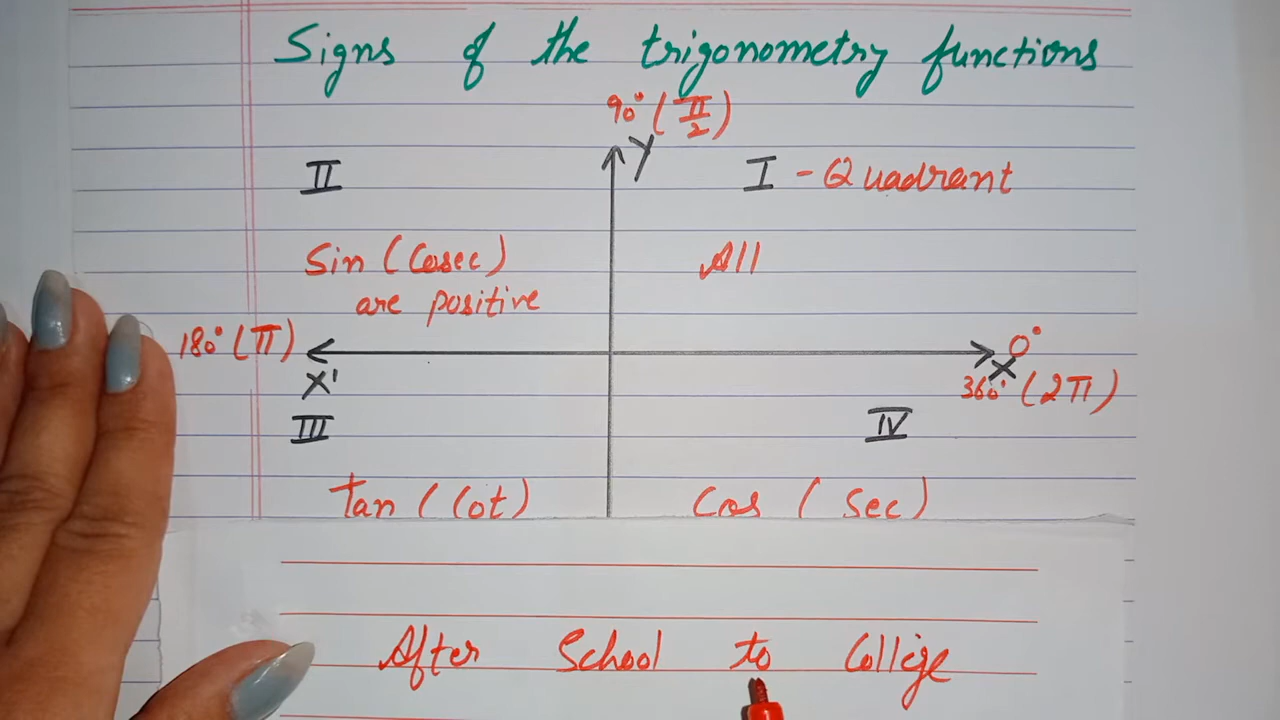 Signs of the trigonometry functions
90° (π/2)
Y
II
I - Quadrant
Sin (Cosec)
are positive
All
180° (π)
X'
0°
X
360° (2π)
III
IV
Tan (Cot)
Cos (Sec)
After School to College